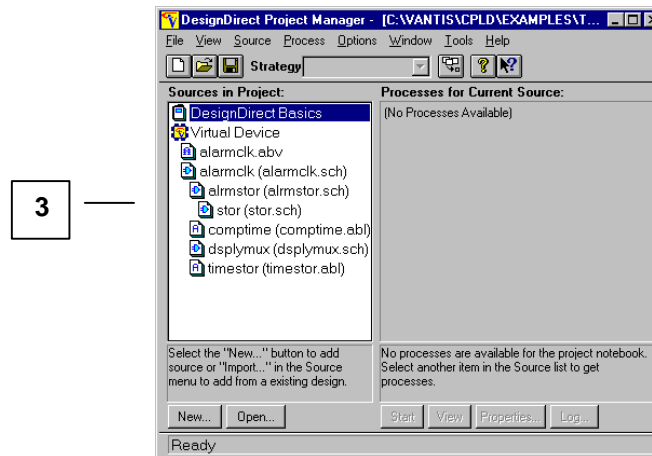 DesignDirect Project Manager - [C:\VANTIS\CPLD\EXAMPLES\T...
File View Source Process Options Window Tools Help
Strategy
Sources in Project:
Processes for Current Source:
DesignDirect Basics
(No Processes Available)
Virtual Device
alarmclk.abv
alarmclk (alarmclk.sch)
3
alrmstor (alrmstor.sch)
stor (stor.sch)
comptime (comptime.abl)
dsplymux (dsplymux.sch)
timestor (timestor.abl)
Select the "New..." button to add
source or "Import..." in the Source
menu to add from a existing design.
No processes are available for the project notebook.
Select another item in the Source list to get
processes.
New... Open...
Start View Properties... Log...
Ready